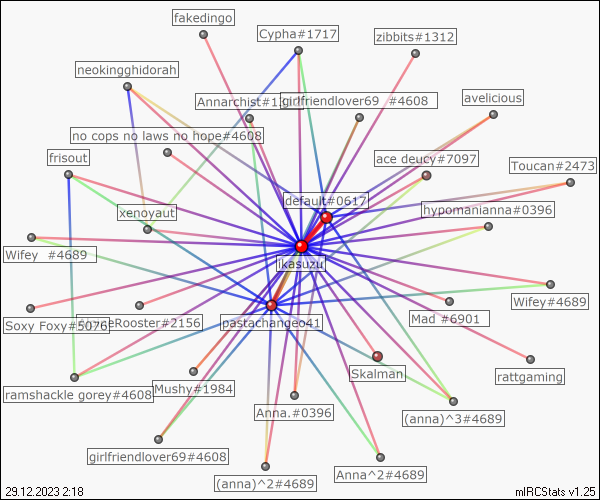 fakedingo
Cypha#1717
zibbits#1312
neokingghidorah
Annarchist#1
girlfriendlover69 #4608
avelicious
no cops no laws no hope#4608
frisout
ace deucy#7097
Toucan#2473
default#0617
xenoyaut
hypomanianna#0396
Wifey #4689
ikasuzu
Wifey#4689
Soxy Foxy#5076
Rooster#2156
pastachangeo41
Mad #6901
Skalman
rattgaming
ramshackle gorey#4608
Mushy#1984
Anna.#0396
(anna)^3#4689
girlfriendlover69#4608
(anna)^2#4689
Anna^2#4689
29.12.2023 2:18
mIRCStats v1.25